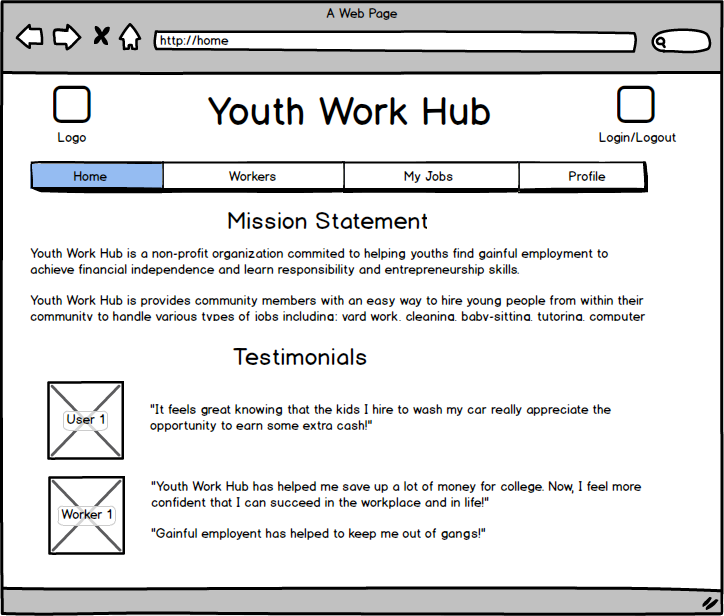 A Web Page
http://home
Youth Work Hub
Logo
Login/Logout
Home Workers My Jobs Profile
Mission Statement
Youth Work Hub is a non-profit organization commited to helping youths find gainful employment to
achieve financial independence and learn responsibility and entrepreneurship skills.
Youth Work Hub is provides community members with an easy way to hire young people from within their
community to handle various types of jobs including: yard work, cleaning, baby-sitting, tutoring, computer
Testimonials
User 1
"It feels great knowing that the kids I hire to wash my car really appreciate the
opportunity to earn some extra cash!"
Worker 1
"Youth Work Hub has helped me save up a lot of money for college. Now, I feel more
confident that I can succeed in the workplace and in life!"
"Gainful employent has helped to keep me out of gangs!"